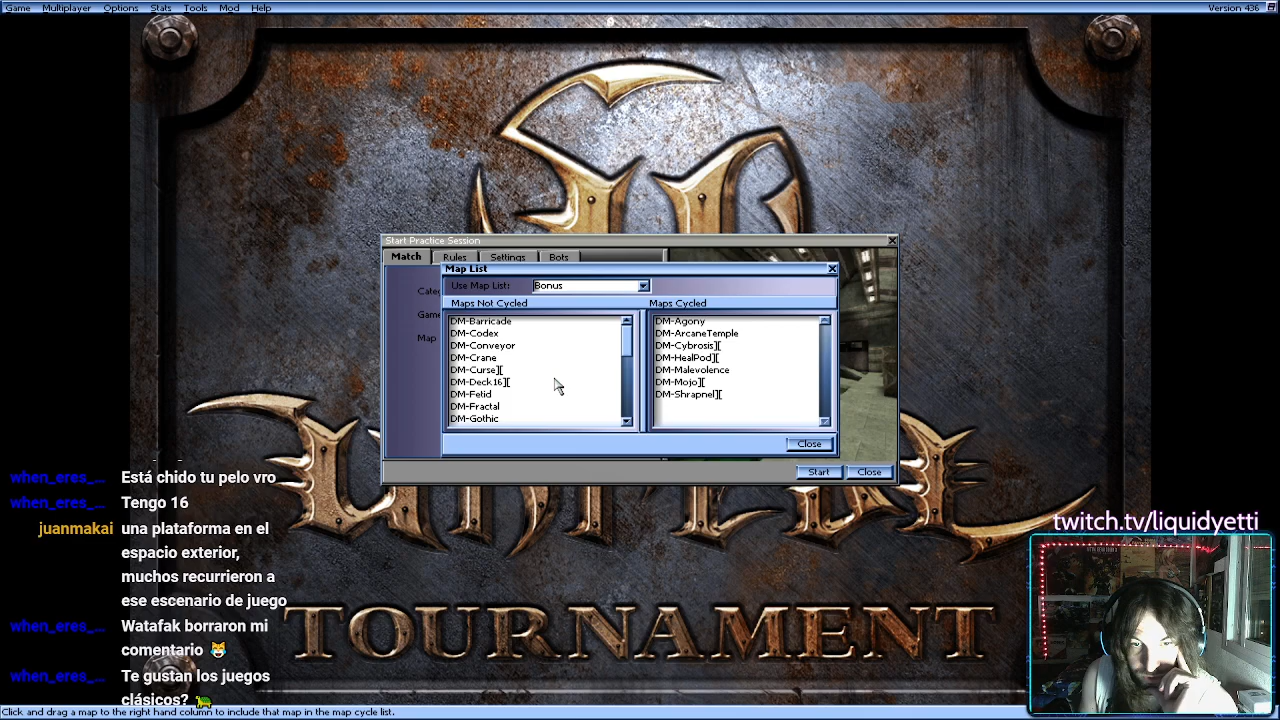 Game Multiplayer Options Stats Tools Mod Help Version 436
Start Practice Session
Match Rules Settings Bots
Map List
Use Map List: Bonus
Maps Not Cycled Maps Cycled
DM-Barricade
DM-Codex
DM-Conveyor
DM-Crane
DM-Curse][
DM-Deck16][
DM-Fetid
DM-Fractal
DM-Gothic
DM-Agony
DM-ArcaneTemple
DM-Cybrosis][
DM-HealPod][
DM-Malevolence
DM-Mojo][
DM-Shrapnel][
Map
Close
Start Close
TOURNAMENT
when_eres_... Está chido tu pelo vro
when_eres_... Tengo 16
juanmakai una plataforma en el
espacio exterior,
muchos recurrieron a
ese escenario de juego
when_eres_... Watafak borraron mi
comentario 😹
when_eres_... Te gustan los juegos
clásicos? 🐢
twitch.tv/liquidyetti
Click and drag a map to the right hand column to include that map in the map cycle list.